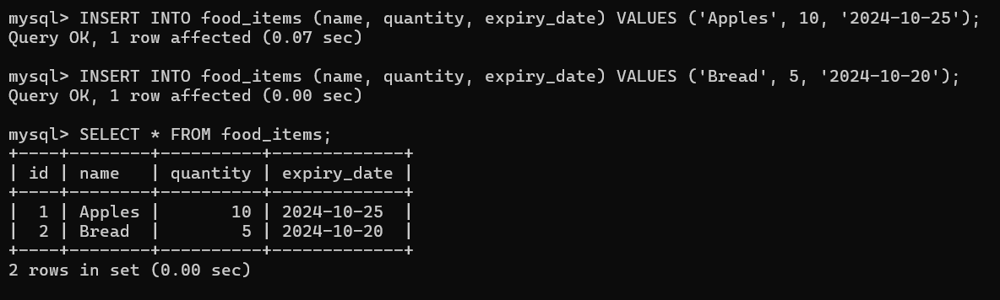 mysql> INSERT INTO food_items (name, quantity, expiry_date) VALUES ('Apples', 10, '2024-10-25');
Query OK, 1 row affected (0.07 sec)

mysql> INSERT INTO food_items (name, quantity, expiry_date) VALUES ('Bread', 5, '2024-10-20');
Query OK, 1 row affected (0.00 sec)

mysql> SELECT * FROM food_items;
+----+--------+----------+-------------+
| id | name   | quantity | expiry_date |
+----+--------+----------+-------------+
|  1 | Apples |       10 | 2024-10-25  |
|  2 | Bread  |        5 | 2024-10-20  |
+----+--------+----------+-------------+
2 rows in set (0.00 sec)